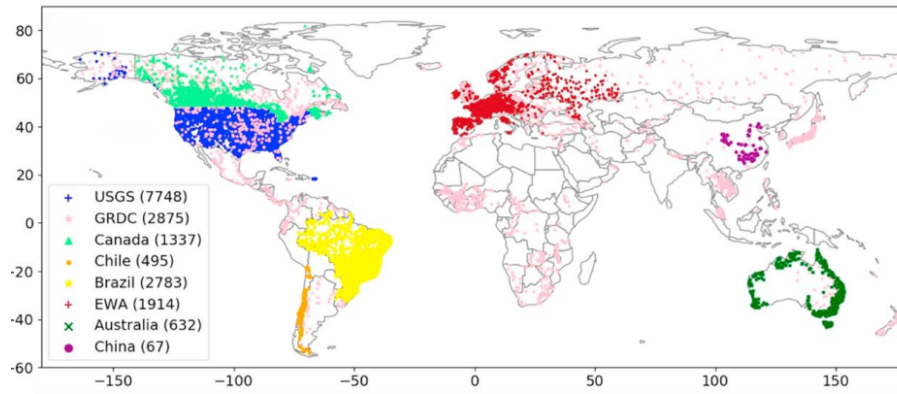 80
60
40
20
0
-20
-40
-60
USGS (7748)
GRDC (2875)
Canada (1337)
Chile (495)
Brazil (2783)
EWA (1914)
Australia (632)
China (67)
−150
−100
−50
0
50
100
150